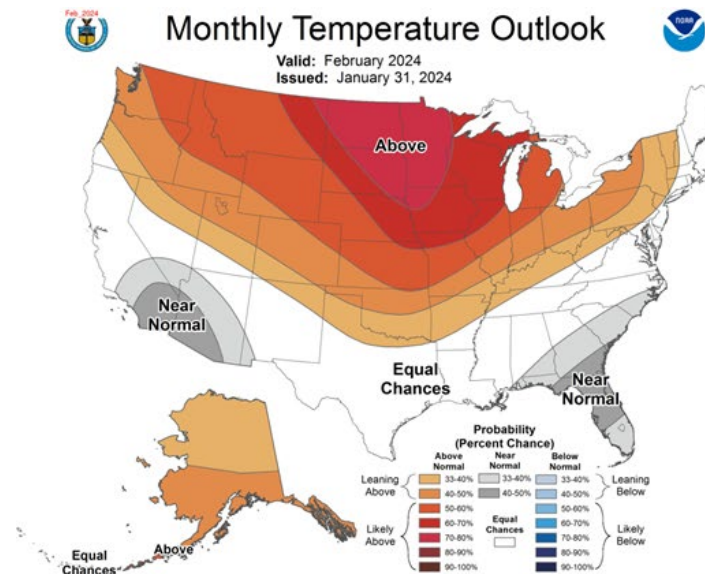 Feb_2024
Monthly Temperature Outlook
noaa
Valid: February 2024
Issued: January 31, 2024
Above
Near
Normal
Equal
Chances
Near
Normal
Above
Equal
Chances
Probability
(Percent Chance)
Above
Normal
Near
Normal
Below
Normal
Leaning
Above
33-40% 33-40% 33-40%
40-50% 40-50% 40-50%
Leaning
Below
Likely
Above
50-60% 50-60%
60-70% 60-70%
70-80% 70-80%
80-90% 80-90%
90-100% 90-100%
Equal
Chances
Likely
Below